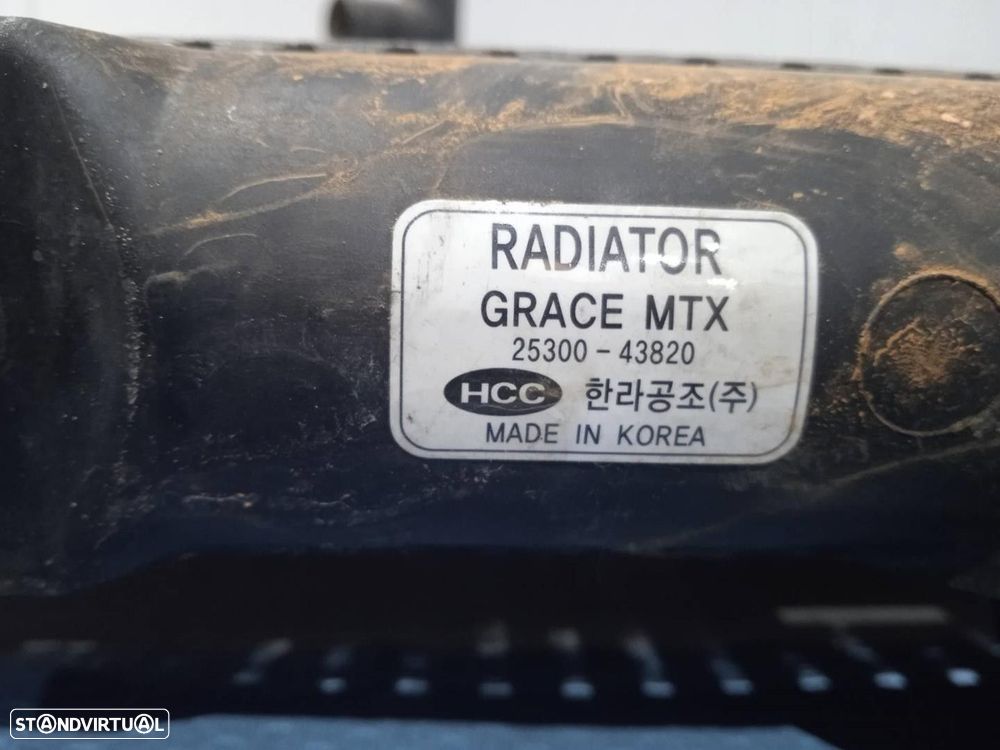 RADIATOR
GRACE MTX
25300 - 43820
HCC 한라공조(주)
MADE IN KOREA
STANDVIRTUAL